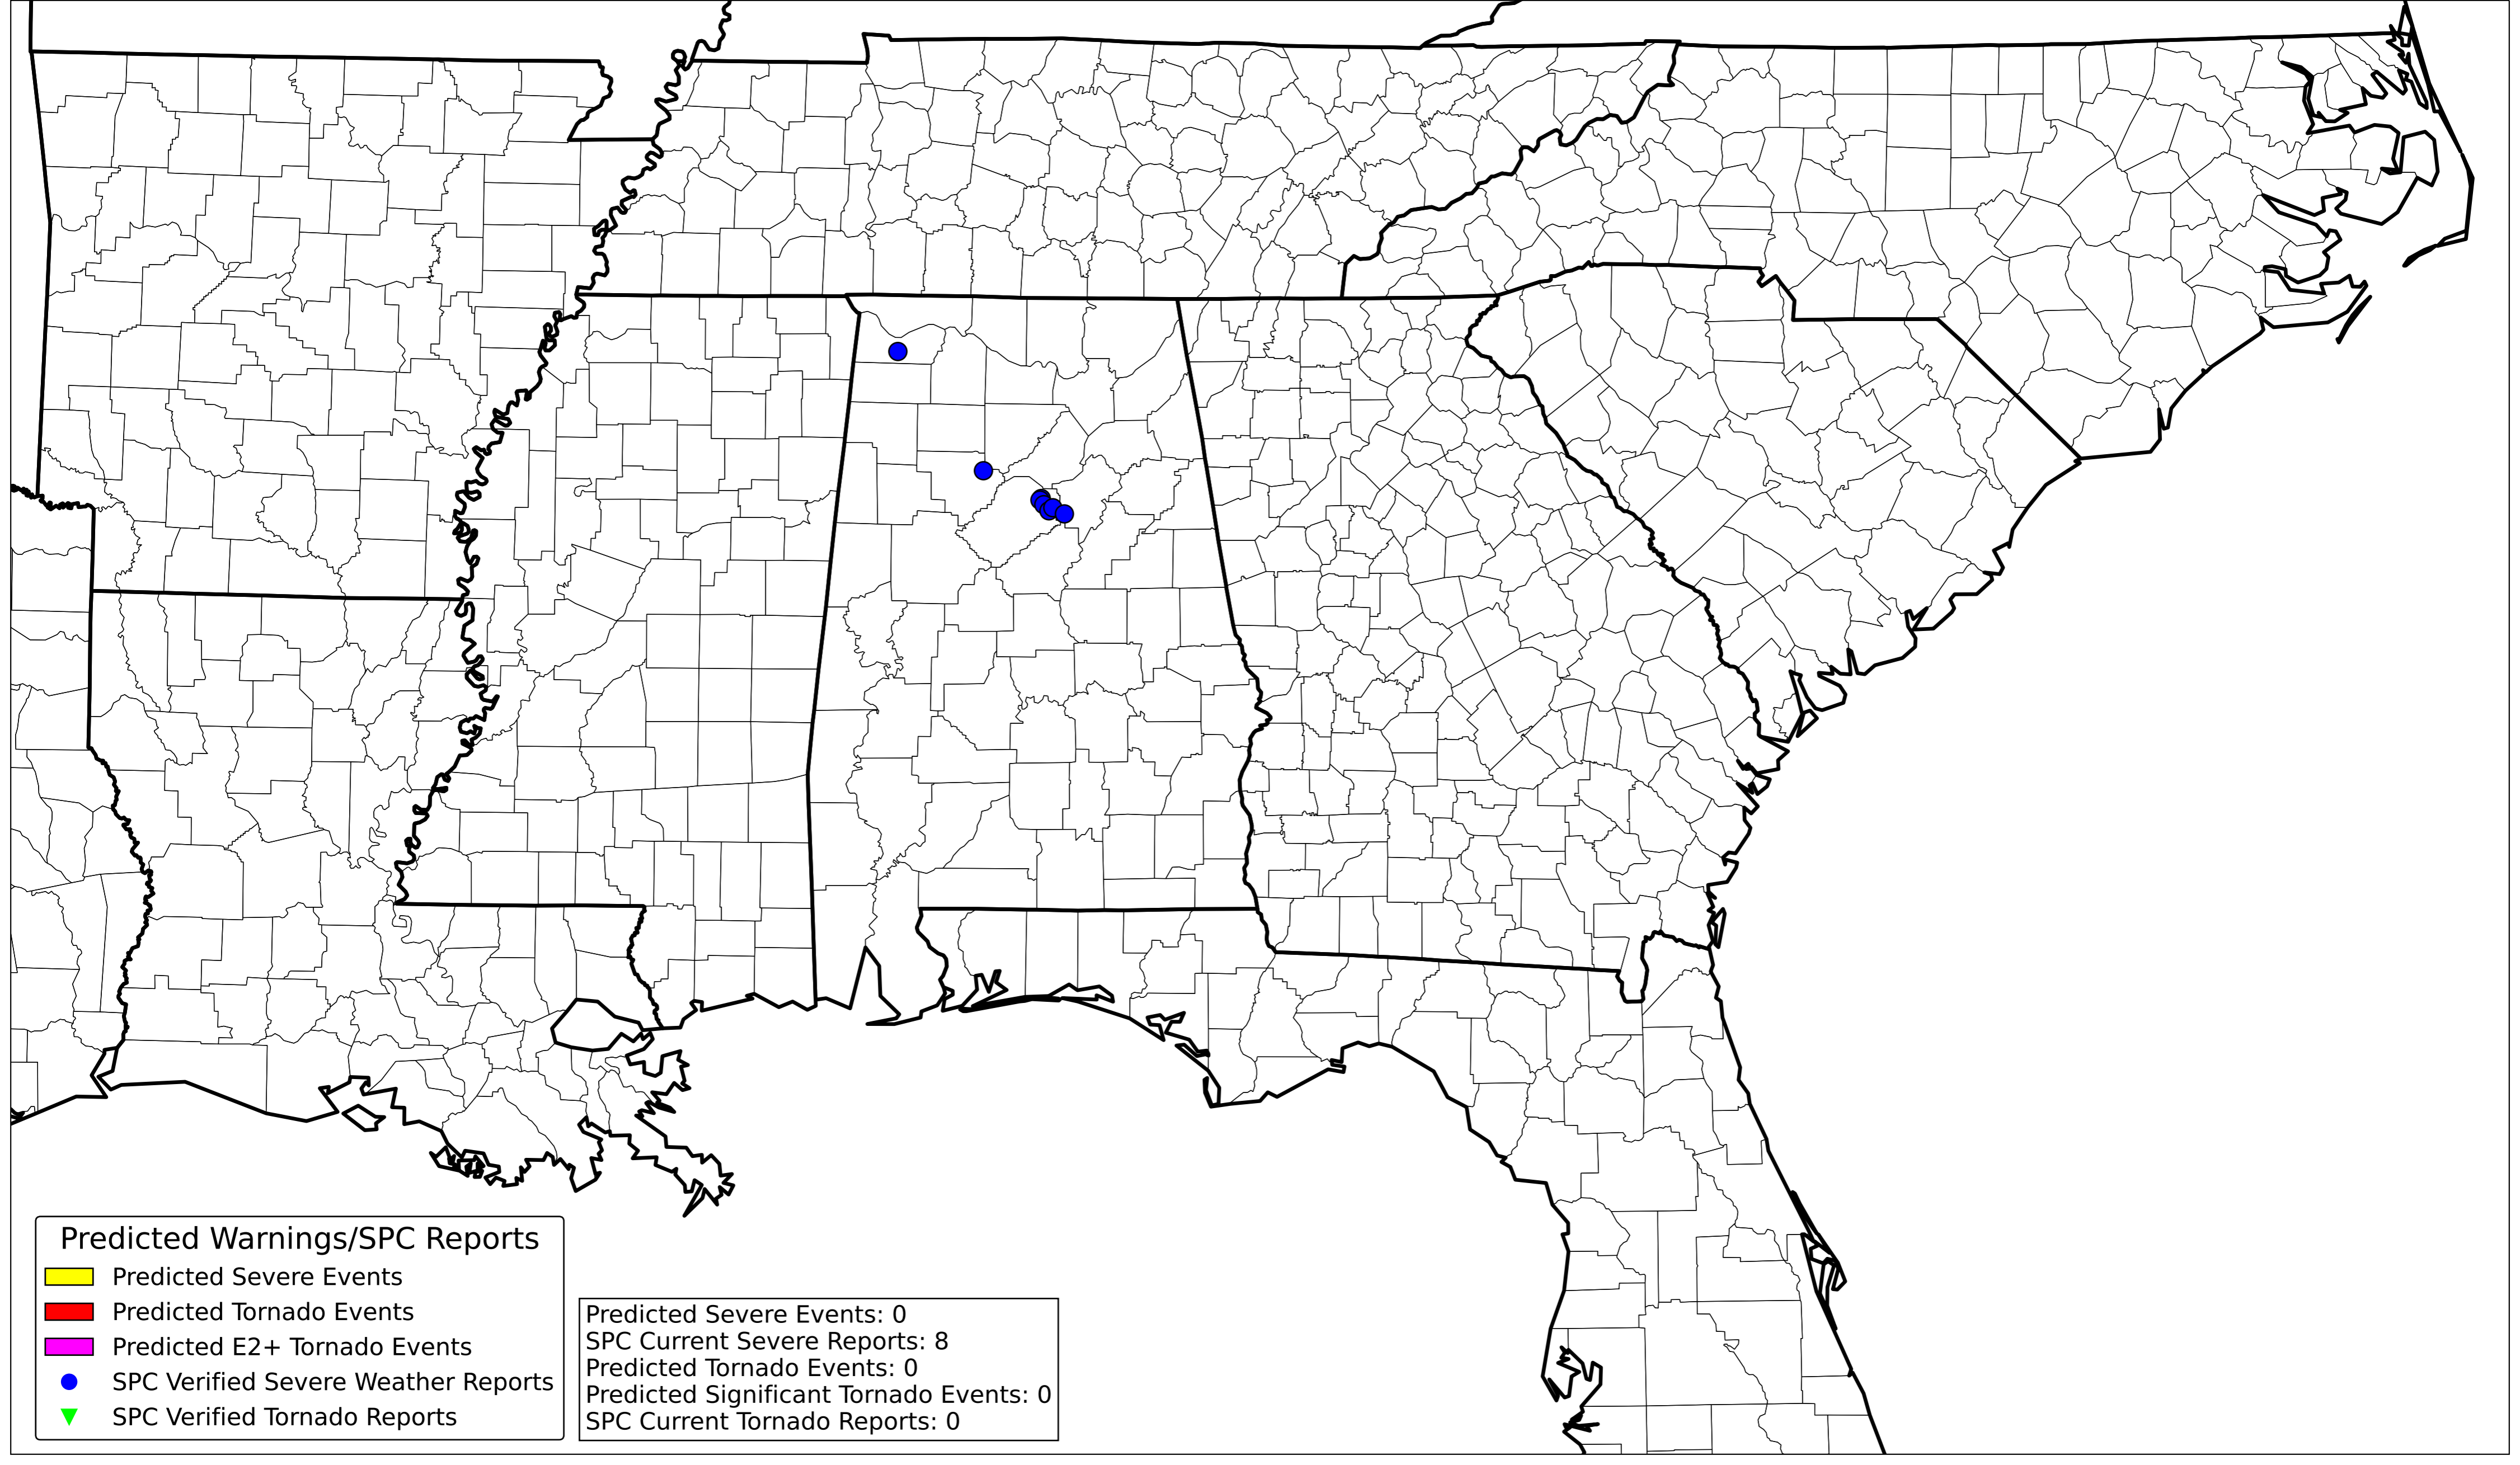 Predicted Warnings/SPC Reports
Predicted Severe Events
Predicted Tornado Events
Predicted E2+ Tornado Events
SPC Verified Severe Weather Reports
SPC Verified Tornado Reports
Predicted Severe Events: 0
SPC Current Severe Reports: 8
Predicted Tornado Events: 0
Predicted Significant Tornado Events: 0
SPC Current Tornado Reports: 0